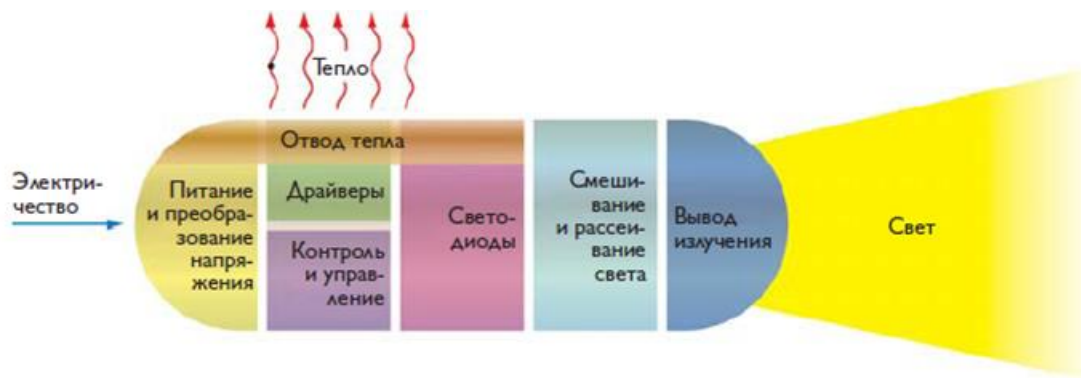 Тепло
Отвод тепла
Электри-
чество
Питание
и преобра-
зование
напря-
жения
Драйверы
Контроль
и управ-
ление
Свето-
диоды
Смеши-
вание
и рассеи-
вание
света
Вывод
излучения
Свет